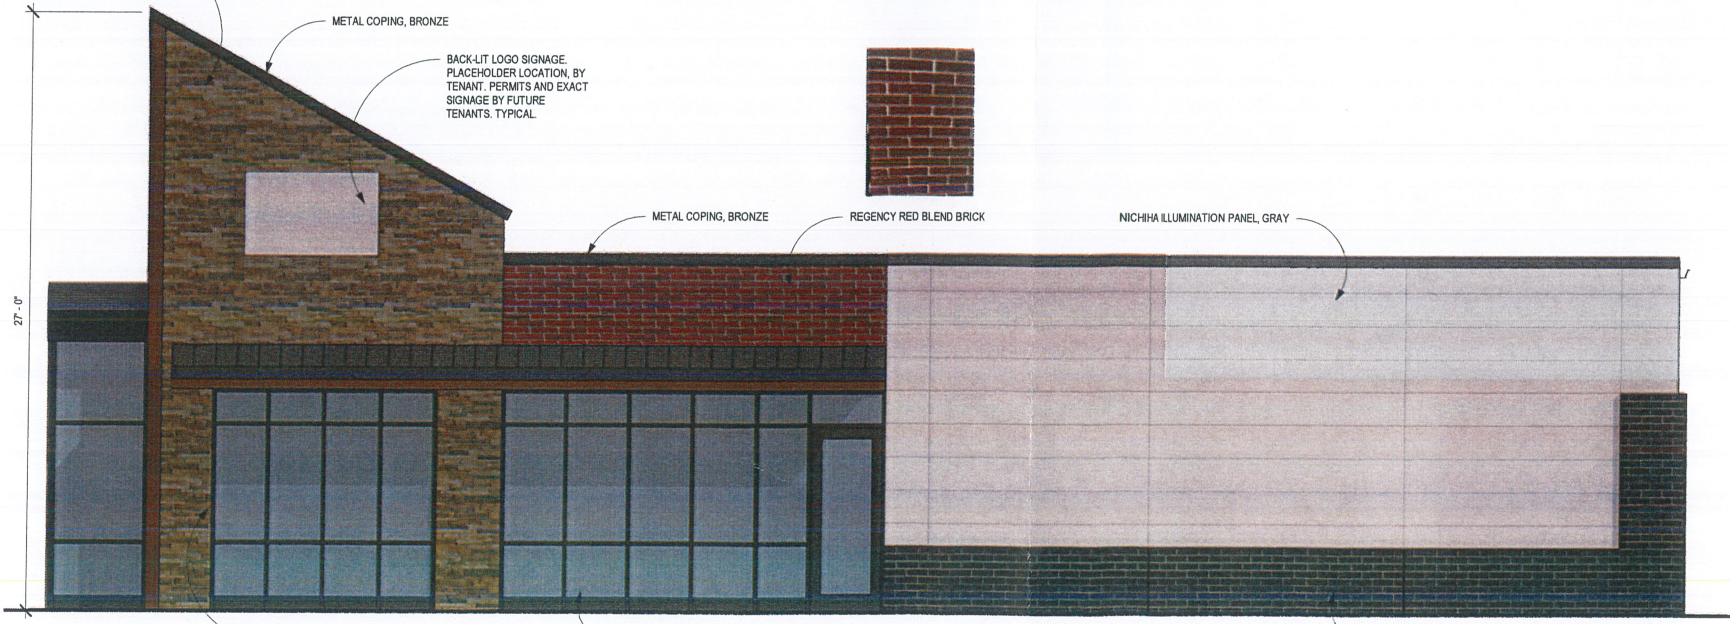 METAL COPING, BRONZE
BACK-LIT LOGO SIGNAGE.
PLACEHOLDER LOCATION, BY
TENANT. PERMITS AND EXACT
SIGNAGE BY FUTURE
TENANTS. TYPICAL.
METAL COPING, BRONZE
REGENCY RED BLEND BRICK
NICHIHA ILLUMINATION PANEL, GRAY
27' - 0"